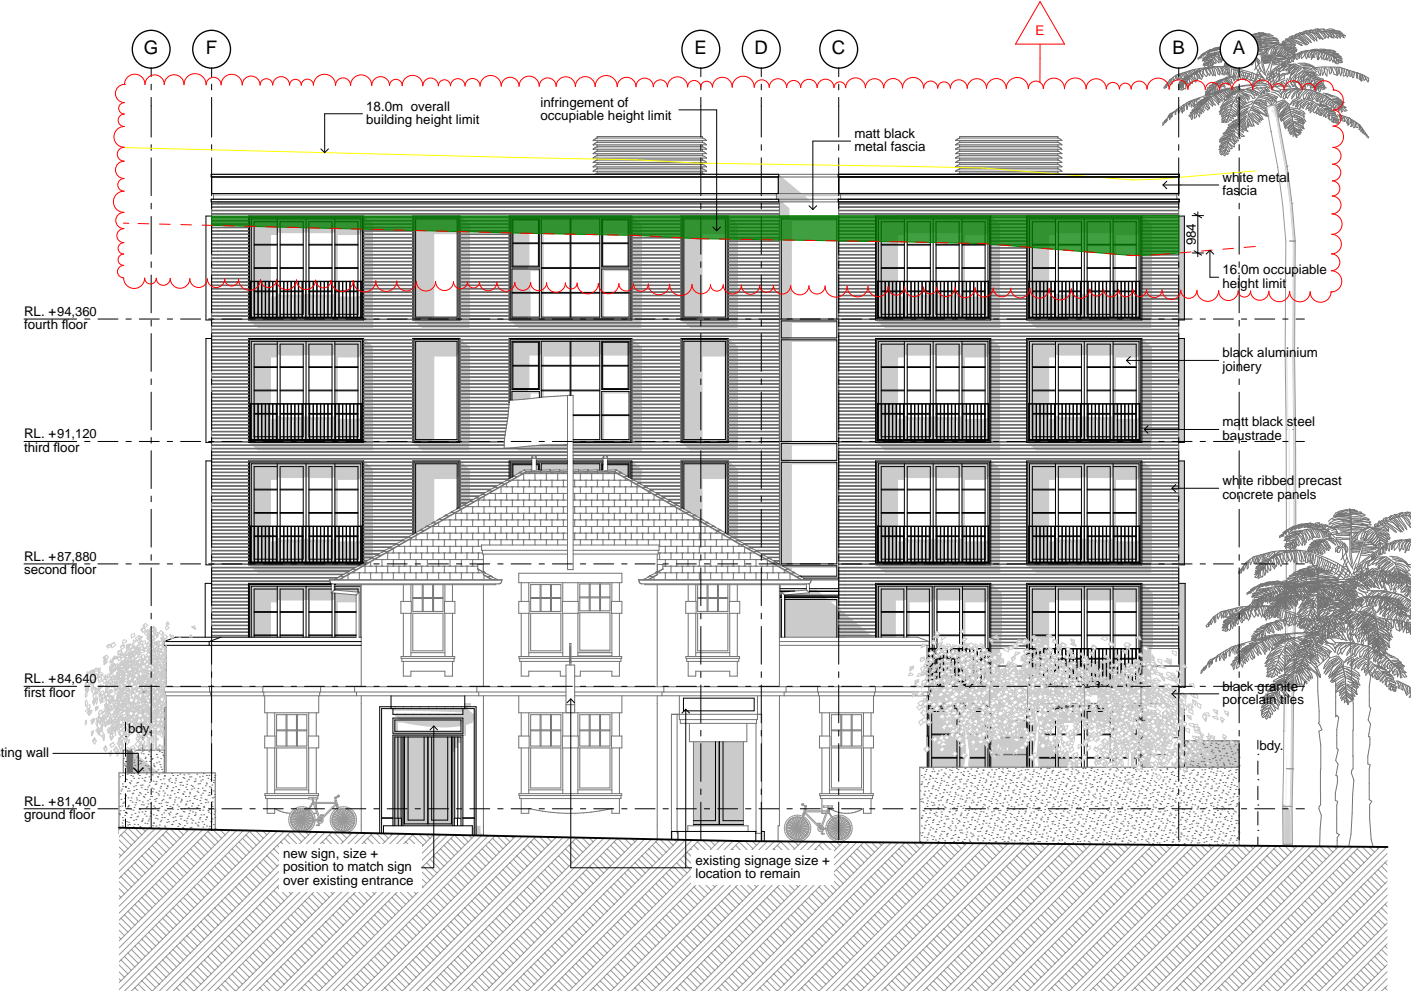 G
F
E
D
C
B
A
E
18.0m overall
building height limit
infringement of
occupiable height limit
matt black
metal fascia
white metal
fascia
984
16.0m occupiable
height limit
RL. +94,360
fourth floor
black aluminium
joinery
matt black steel
baustrade
RL. +91,120
third floor
white ribbed precast
concrete panels
RL. +87,880
second floor
RL. +84,640
first floor
black granite /
porcelain tiles
bdy.
bdy.
sting wall
RL. +81,400
ground floor
new sign, size +
position to match sign
over existing entrance
existing signage size +
location to remain